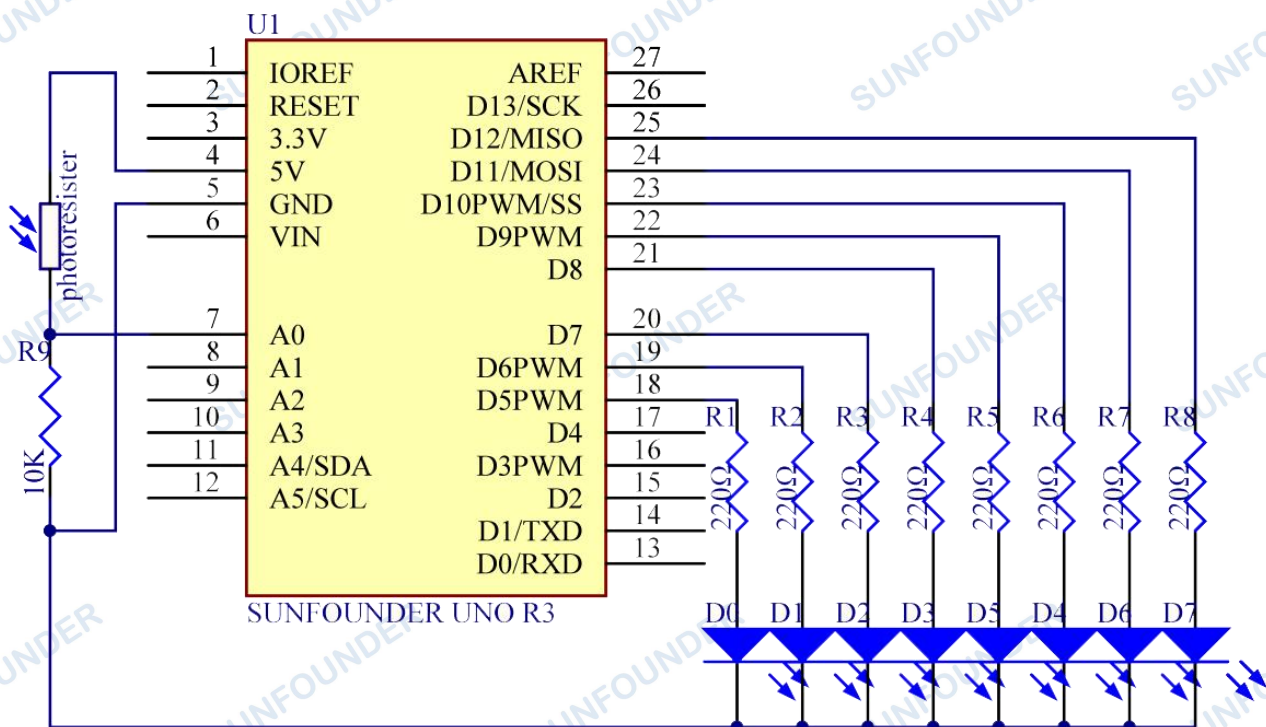 U1
1 IOREF AREF 27
2 RESET D13/SCK 26
3 3.3V D12/MISO 25
4 5V D11/MOSI 24
5 GND D10PWM/SS 23
6 VIN D9PWM 22
D8 21
7 A0 D7 20
8 A1 D6PWM 19
9 A2 D5PWM 18
10 A3 D4 17
11 A4/SDA D3PWM 16
12 A5/SCL D2 15
D1/TXD 14
D0/RXD 13
SUNFOUNDER UNO R3
photoresister
R9
10K
R1 R2 R3 R4 R5 R6 R7 R8
220Ω 220Ω 220Ω 220Ω 220Ω 220Ω 220Ω 220Ω
D0 D1 D2 D3 D5 D4 D6 D7
SUNFOUNDER